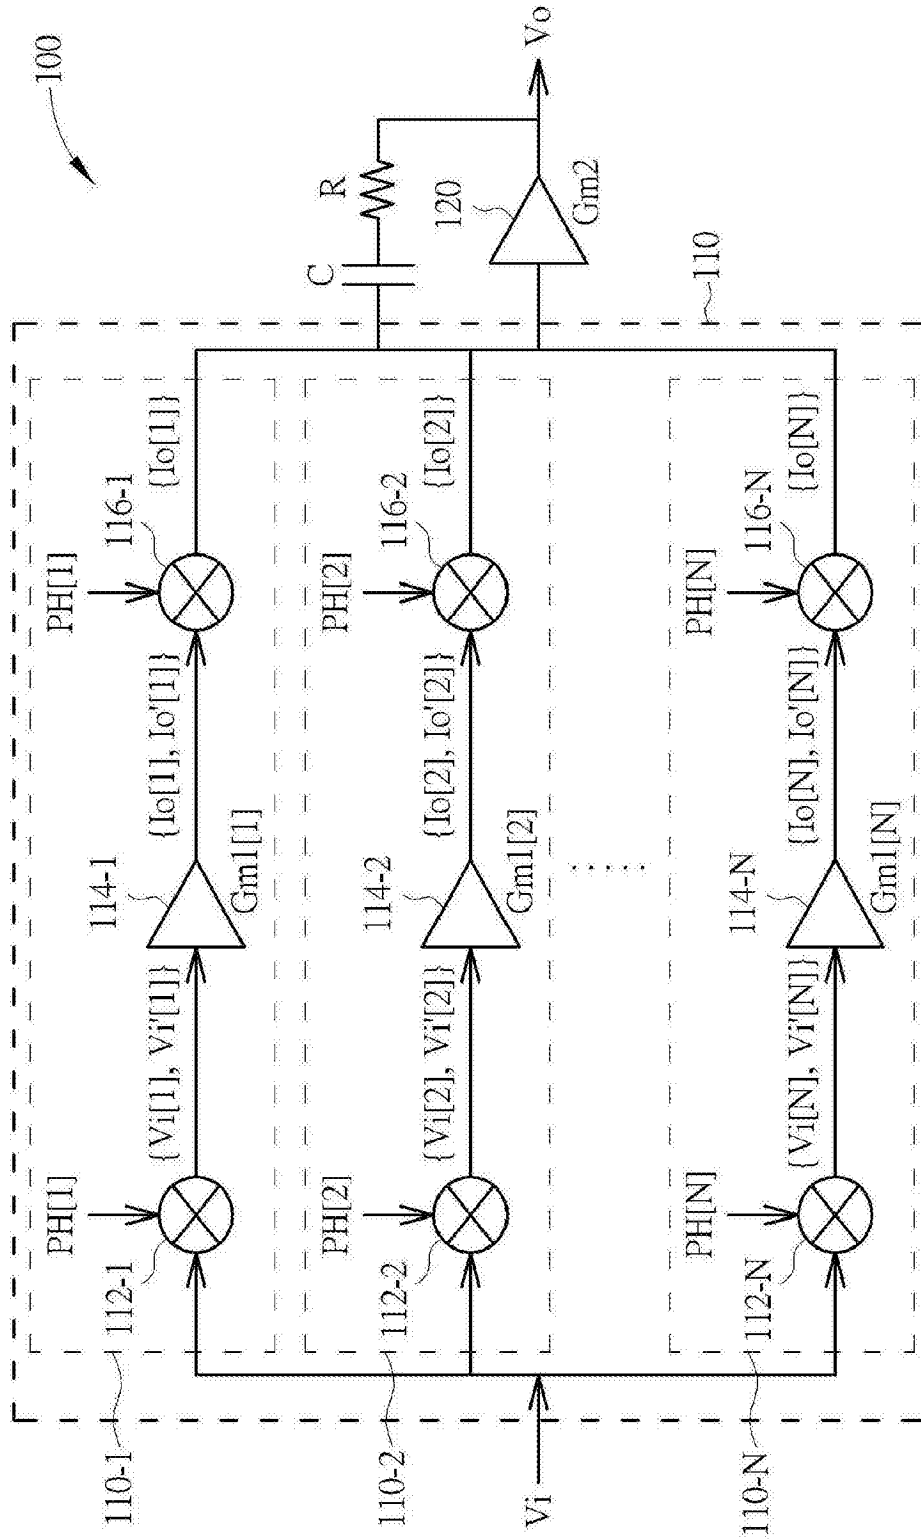 100
Vi
110
110-1
PH[1]
112-1
{Vi[1], Vi'[1]}
114-1
Gm1[1]
{Io[1], Io'[1]}
PH[1]
116-1
{Io[1]}
110-2
PH[2]
112-2
{Vi[2], Vi'[2]}
114-2
Gm1[2]
{Io[2], Io'[2]}
PH[2]
116-2
{Io[2]}
. . . . . .
110-N
PH[N]
112-N
{Vi[N], Vi'[N]}
114-N
Gm1[N]
{Io[N], Io'[N]}
PH[N]
116-N
{Io[N]}
C
R
120
Gm2
Vo